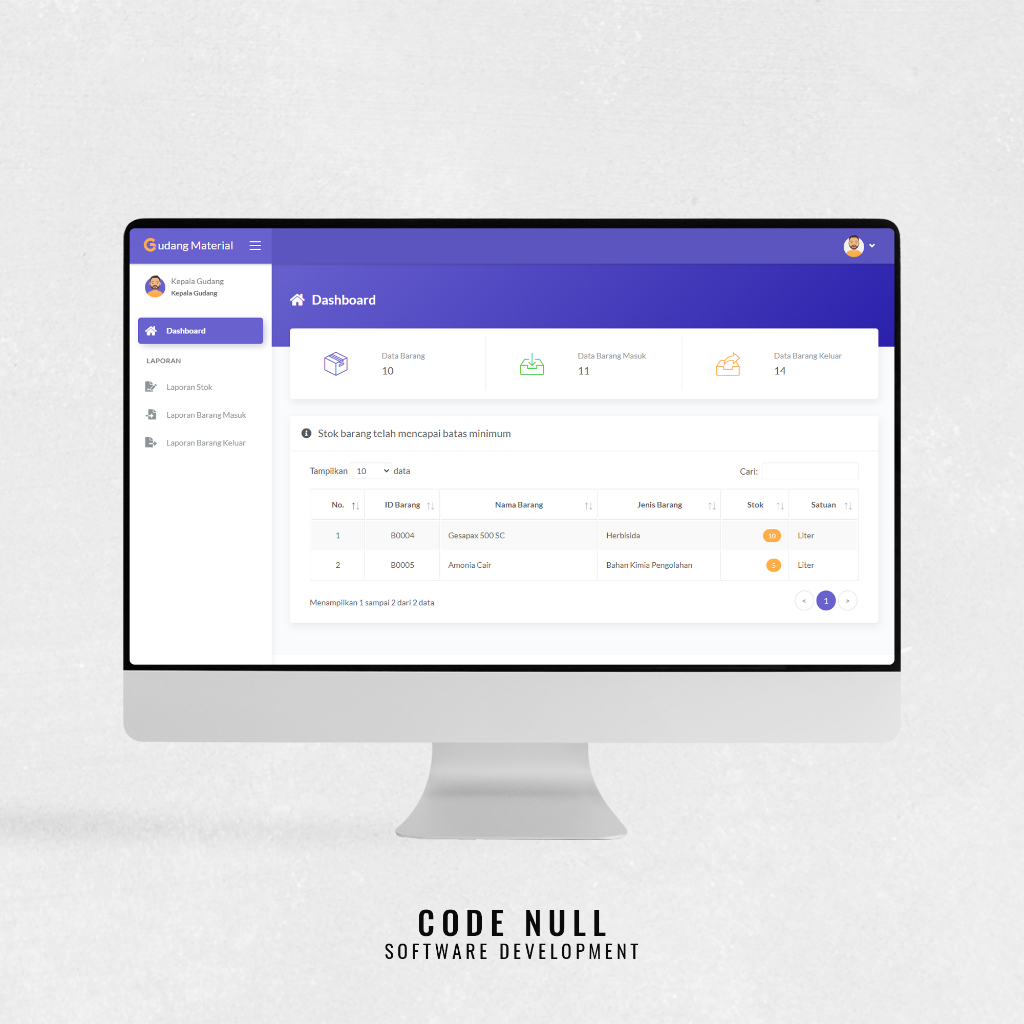 Gudang Material
Kepala Gudang
Kepala Gudang
Dashboard
LAPORAN
Laporan Stok
Laporan Barang Masuk
Laporan Barang Keluar
Dashboard
Data Barang
10
Data Barang Masuk
11
Data Barang Keluar
14
Stok barang telah mencapai batas minimum
Tampilkan 10 data
Cari:
No. ID Barang Nama Barang Jenis Barang Stok Satuan
1 B0004 Gesapax 500 SC Herbisida 10 Liter
2 B0005 Amonia Cair Bahan Kimia Pengolahan 5 Liter
Menampilkan 1 sampai 2 dari 2 data
< 1 >
CODE NULL
SOFTWARE DEVELOPMENT